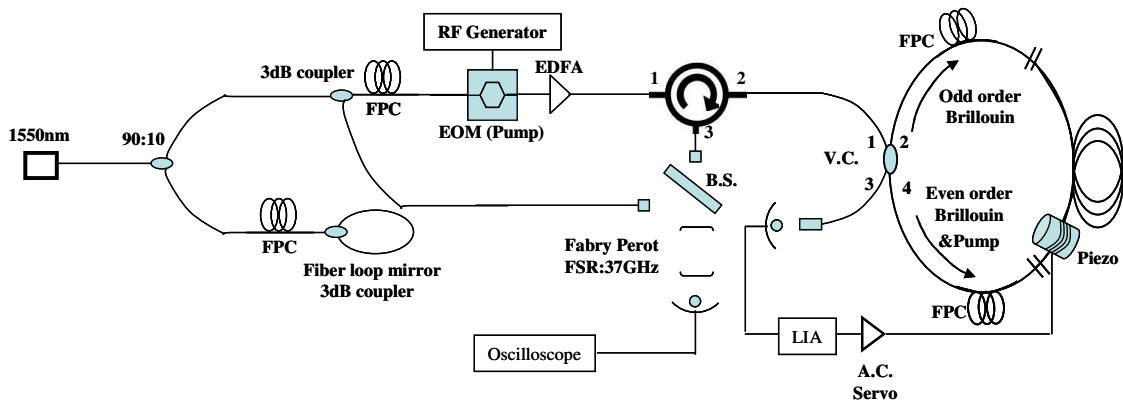 RF Generator
FPC
3dB coupler
EDFA
FPC
1
2
EOM (Pump)
3
Odd order
Brillouin
1550nm
90:10
B.S.
V.C.
1
2
3
4
Even order
Brillouin
&Pump
FPC
Fiber loop mirror
3dB coupler
Fabry Perot
FSR:37GHz
Piezo
FPC
Oscilloscope
LIA
A.C.
Servo